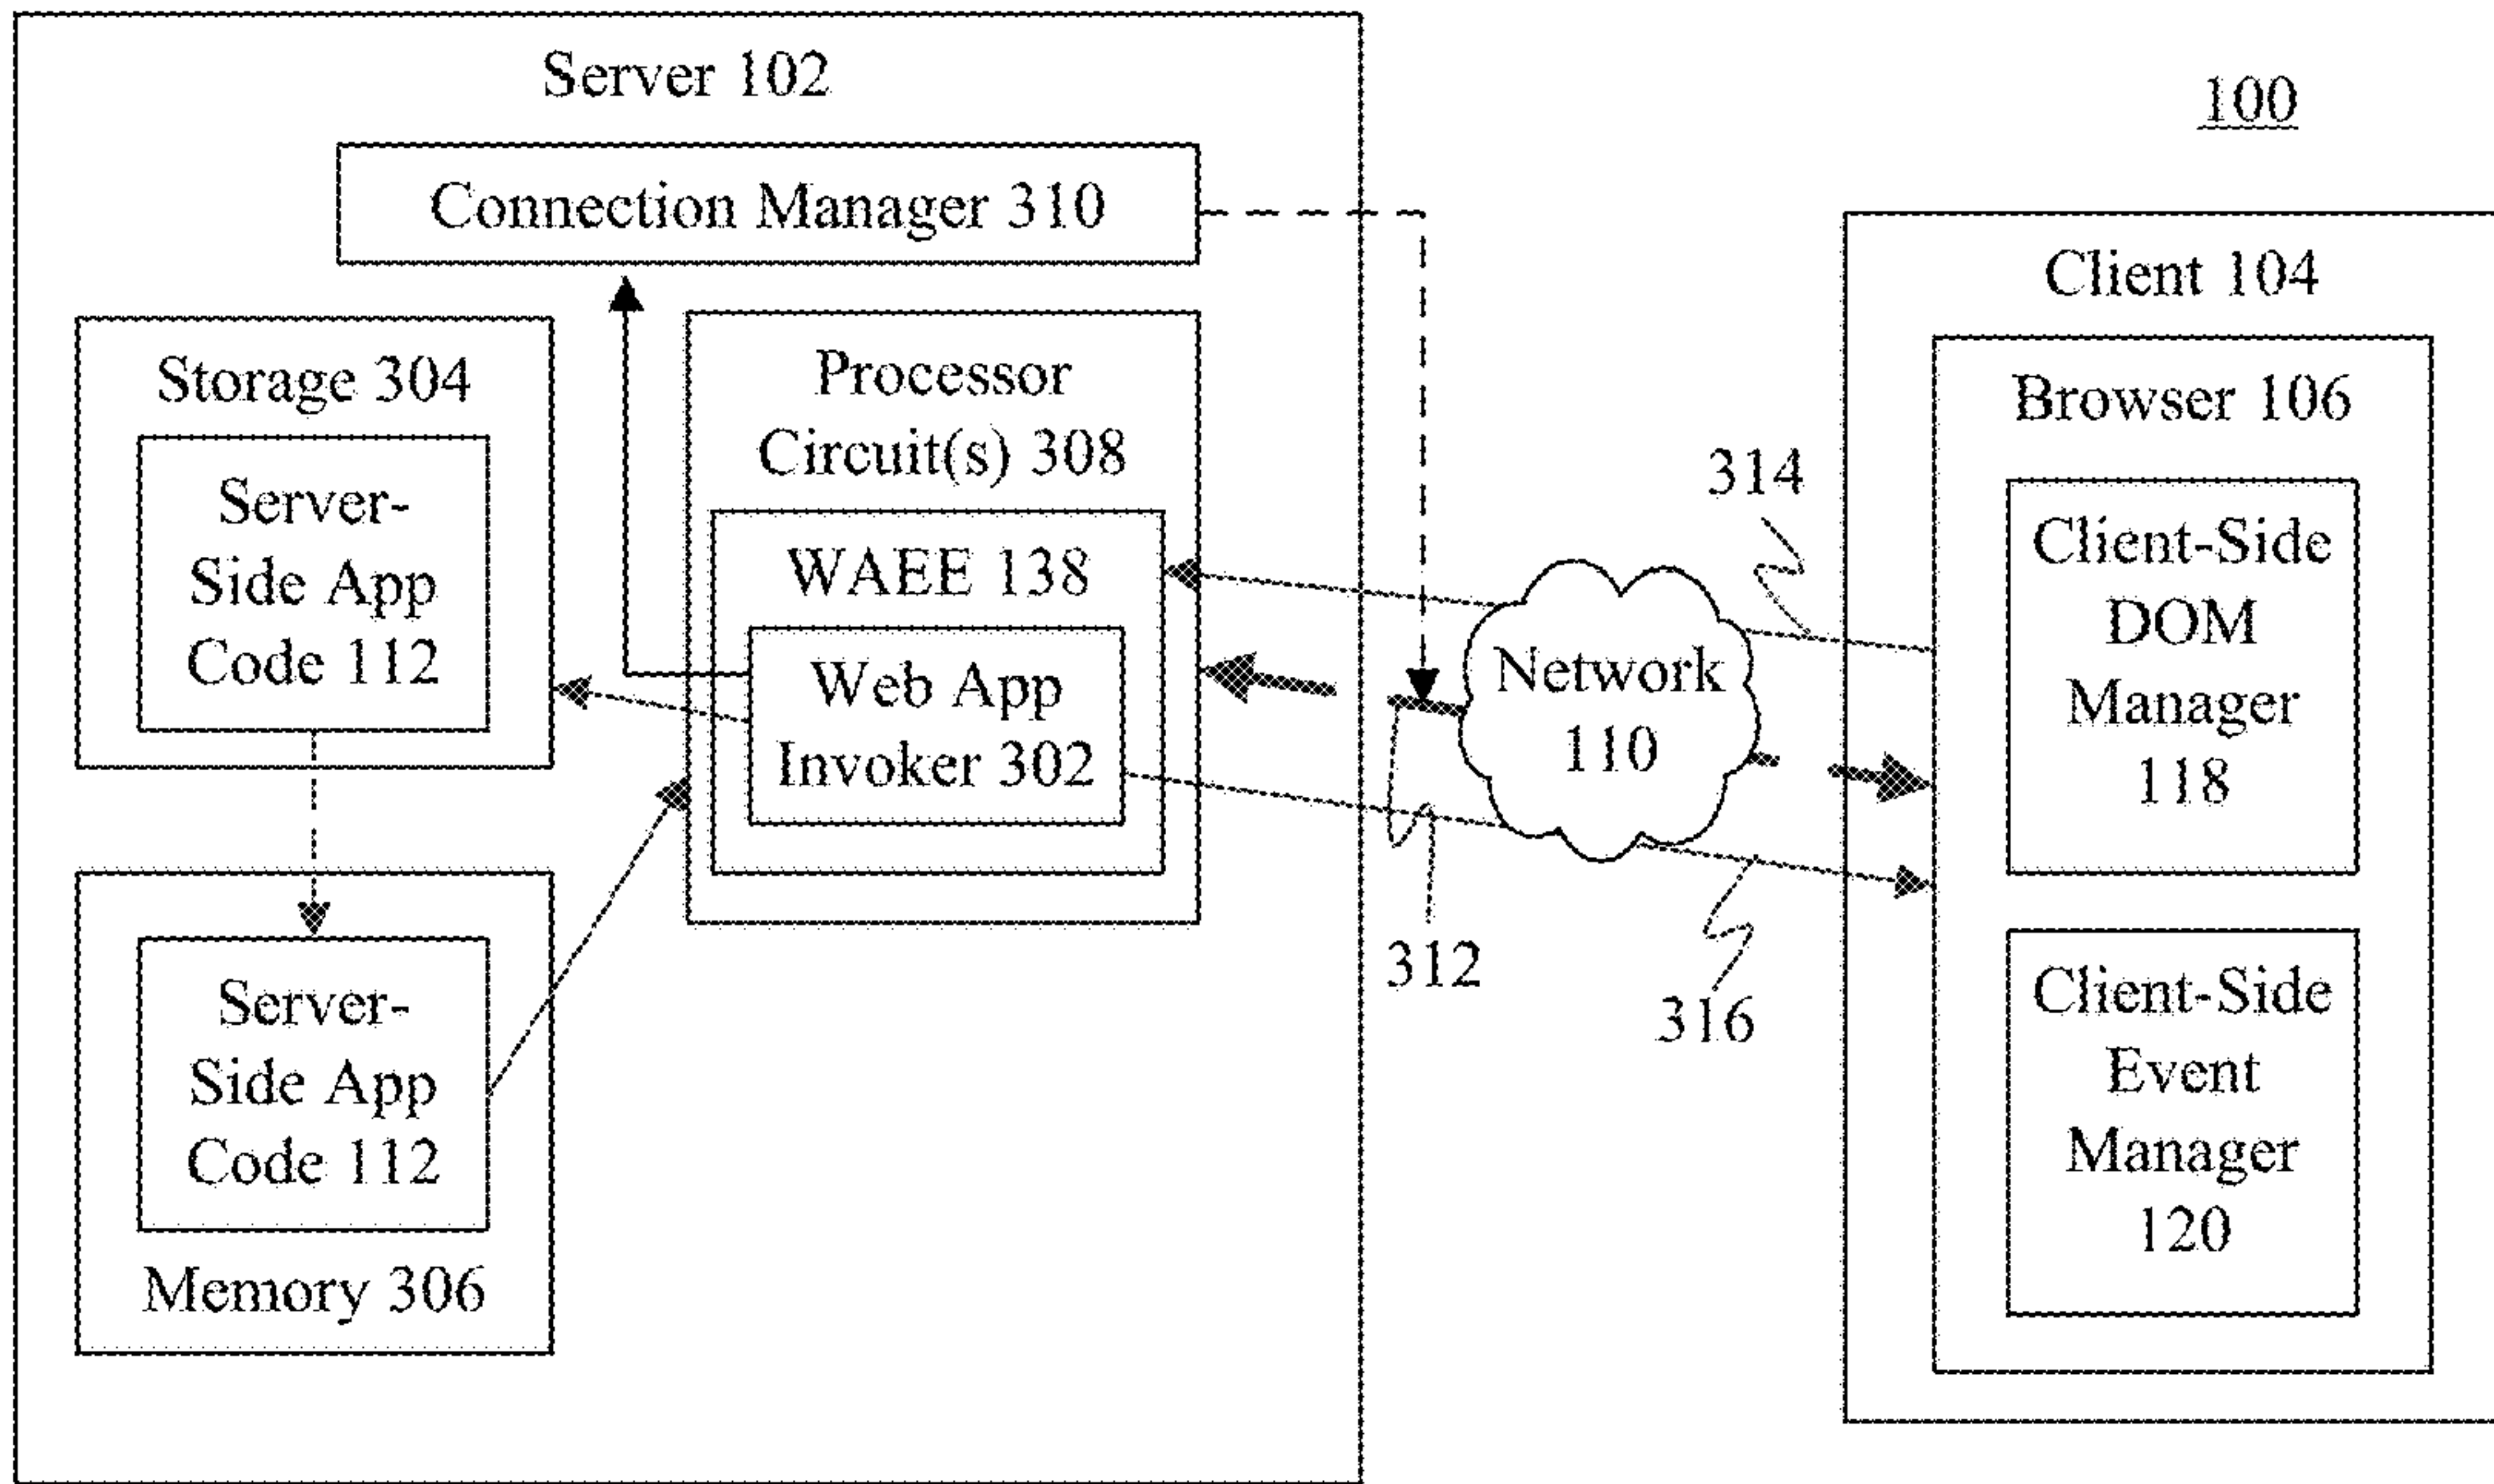 Server 102
100
Connection Manager 310
Client 104
Storage 304
Server-
Side App
Code 112
Processor
Circuit(s) 308
WAEE 138
Web App
Invoker 302
Browser 106
314
Client-Side
DOM
Manager
118
Network
110
312
316
Server-
Side App
Code 112
Memory 306
Client-Side
Event
Manager
120